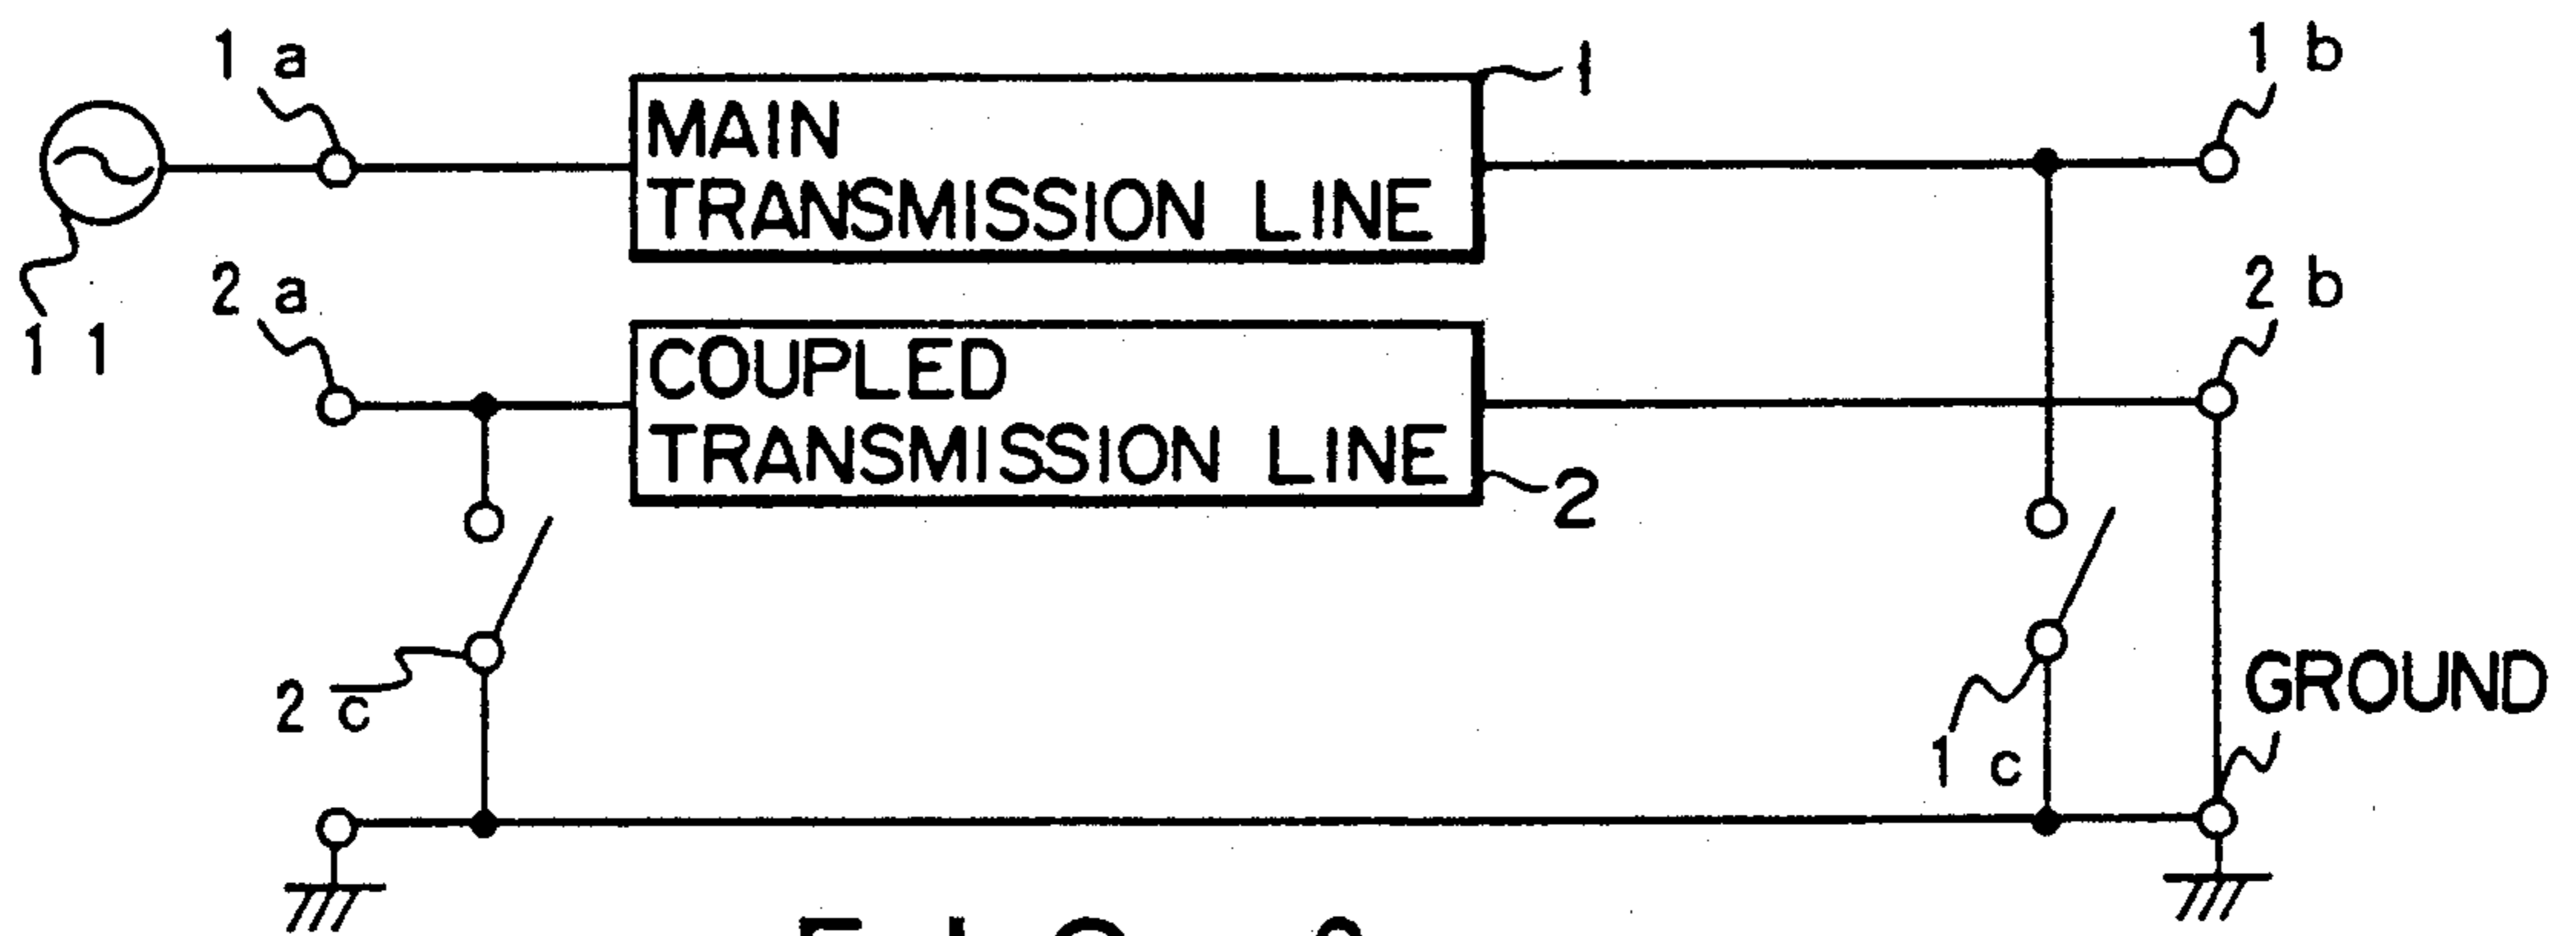 1 a
1
1 b
MAIN
TRANSMISSION LINE
1 1
2 a
2 b
COUPLED
TRANSMISSION LINE
2
2 c
1 c
GROUND